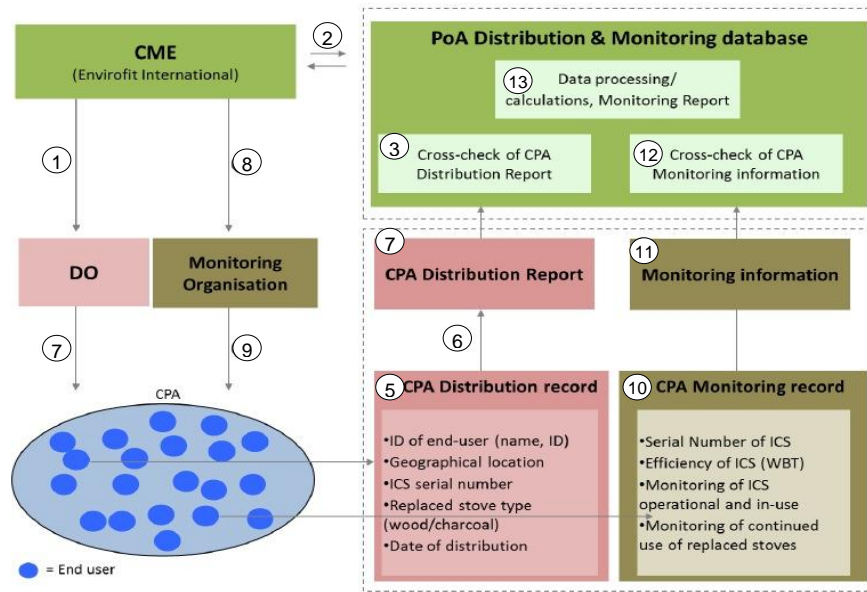 CME
(Envirofit International)
2
PoA Distribution & Monitoring database
13
Data processing/
calculations, Monitoring Report
3
Cross-check of CPA
Distribution Report
12
Cross-check of CPA
Monitoring information
1
8
DO
Monitoring
Organisation
7
CPA Distribution Report
11
Monitoring information
7
9
6
CPA
5
CPA Distribution record
•ID of end-user (name, ID)
•Geographical location
•ICS serial number
•Replaced stove type
(wood/charcoal)
•Date of distribution
10
CPA Monitoring record
•Serial Number of ICS
•Efficiency of ICS (WBT)
•Monitoring of ICS
operational and in-use
•Monitoring of continued
use of replaced stoves
= End user